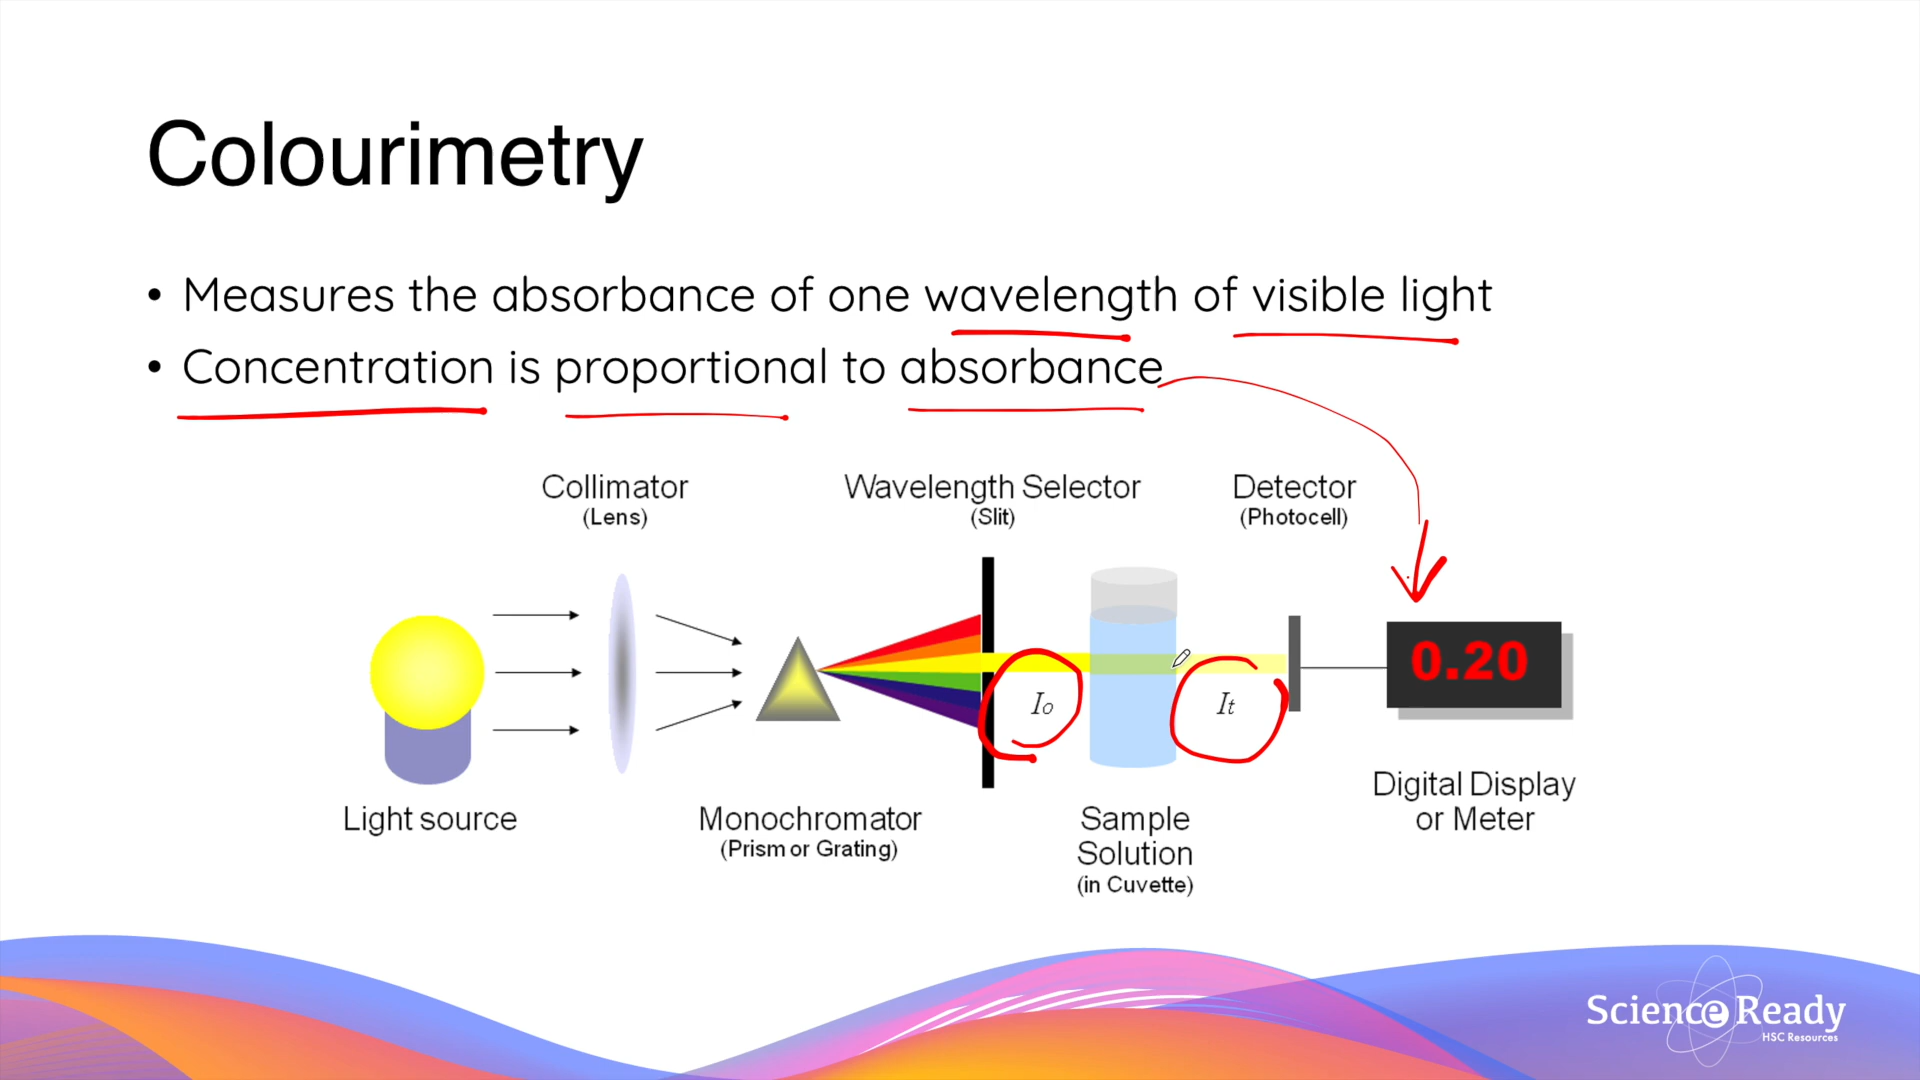 Colourimetry
• Measures the absorbance of one wavelength of visible light
• Concentration is proportional to absorbance
Collimator
(Lens)
Wavelength Selector
(Slit)
Detector
(Photocell)
Io
It
0.20
Light source
Monochromator
(Prism or Grating)
Sample
Solution
(in Cuvette)
Digital Display
or Meter
Science Ready
HSC Resources